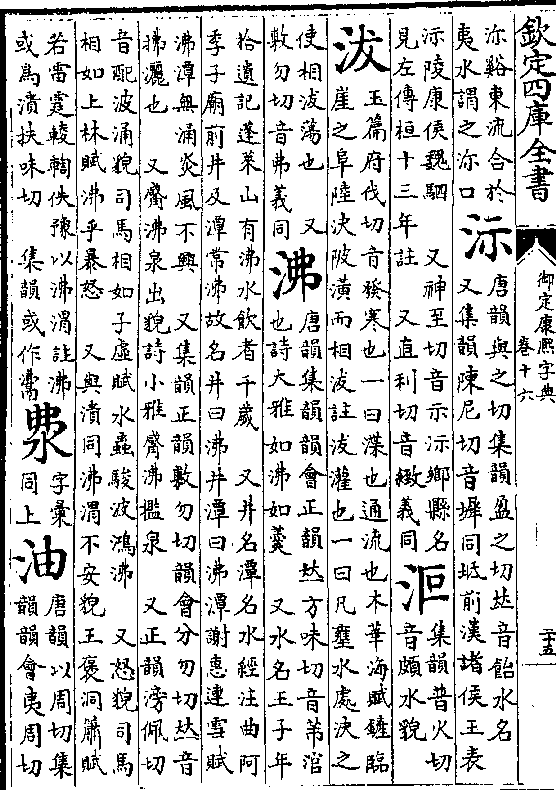 欽定四庫全書
御定康熙字典
卷十六
二十五
沶谿東流合於
夷水謂之沶口
沶
唐韻與之切集韻盈之切𠀤音飴水名
又集韻陳尼切音墀同坻前漢諸侯王表
沶陵康侯魏駟 又神至切音示沶鄉縣名
見左傳桓十三年註 又直利切音緻義同
集韻普火切
音頗水貌
沷
玉篇府伐切音發寒也一曰渫也通流也木華海賦鏟臨
崖之阜陸決陂潢而相沷註沷灌也一曰凡壅水處決之
使相沷蕩也 又
敷勿切音弗義同
沸
唐韻集韻韻會正韻𠀤方味切音芾涫
也詩大雅如沸如羹 又水名王子年
拾遺記蓬萊山有沸水飲者千歲 又井名潭名水經注曲阿
季子廟前井及潭常沸故名井曰沸井潭曰沸潭謝惠連雪賦
沸潭無涌炎風不興 又集韻正韻敷勿切韻會分勿切𠀤音
拂灑也 又觱沸泉出貌詩小雅觱沸檻泉 又正韻滂佩切
音配波涌貌司馬相如子虛賦水蟲駭波鴻沸 又怒貌司馬
相如上林賦沸乎暴怒 又與潰同沸渭不安貌王褒洞簫賦
若雷霆輘輷佚豫以沸渭註沸
或為潰扶味切 集韻或作
字彙
同上
油
唐韻以周切集
韻韻會夷周切